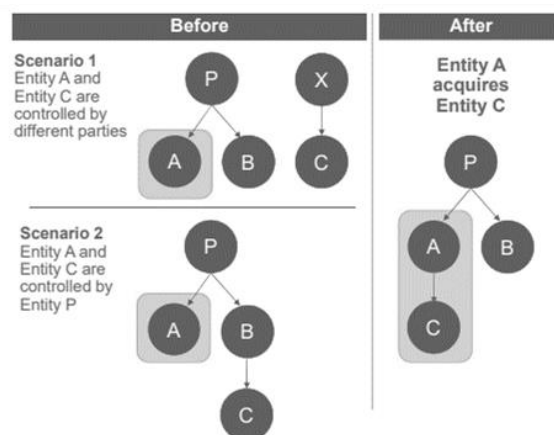 Before
After
Scenario 1
Entity A and
Entity C are
controlled by
different parties
P
X
A
B
C
Scenario 2
Entity A and
Entity C are
controlled by
Entity P
P
A
B
C
Entity A
acquires
Entity C
P
A
B
C